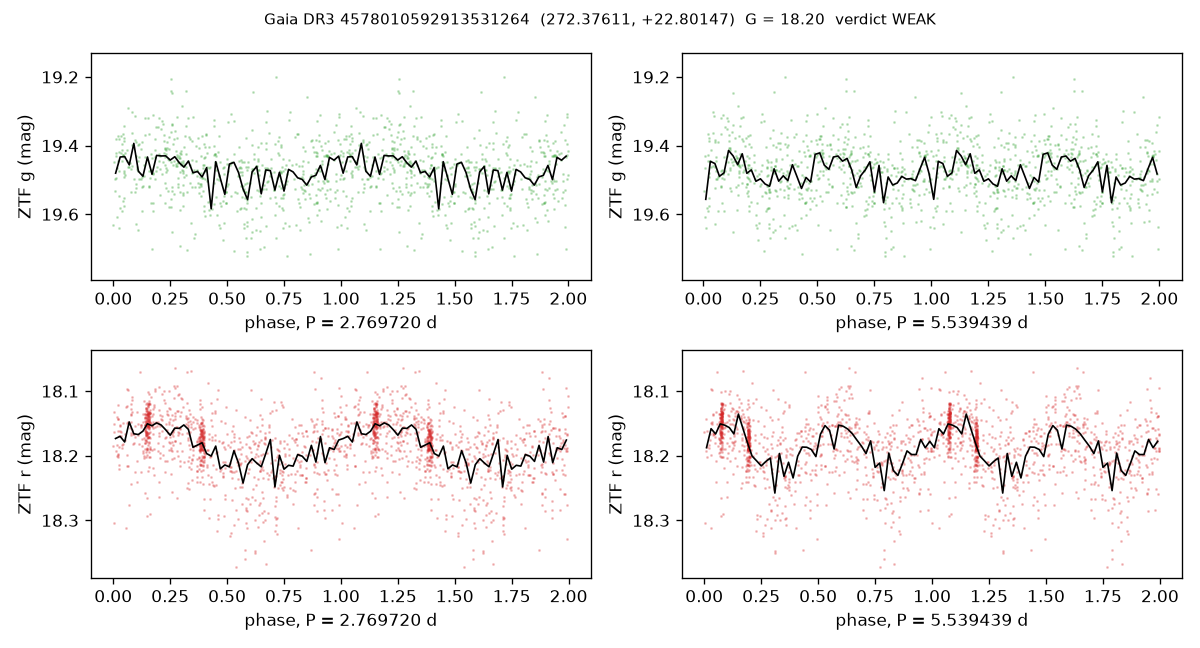 Gaia DR3 4578010592913531264  (272.37611, +22.80147)  G = 18.20  verdict WEAK
ZTF g (mag)
19.2
19.4
19.6
0.00 0.25 0.50 0.75 1.00 1.25 1.50 1.75 2.00
phase, P = 2.769720 d
ZTF g (mag)
19.2
19.4
19.6
0.00 0.25 0.50 0.75 1.00 1.25 1.50 1.75 2.00
phase, P = 5.539439 d
ZTF r (mag)
18.1
18.2
18.3
0.00 0.25 0.50 0.75 1.00 1.25 1.50 1.75 2.00
phase, P = 2.769720 d
ZTF r (mag)
18.1
18.2
18.3
0.00 0.25 0.50 0.75 1.00 1.25 1.50 1.75 2.00
phase, P = 5.539439 d